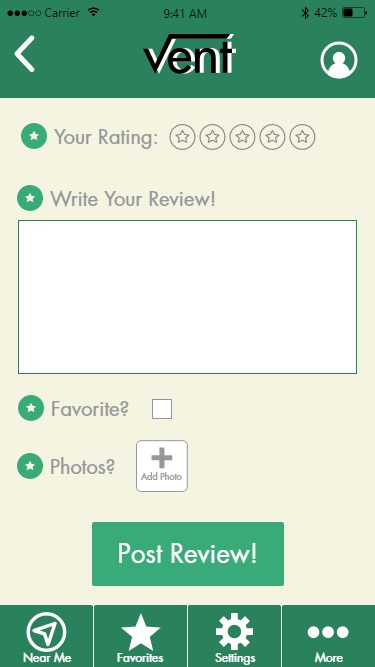 Carrier 9:41 AM 42%
Vent
Your Rating:
Write Your Review!
Favorite?
Photos?
Add Photo
Post Review!
Near Me Favorites Settings More